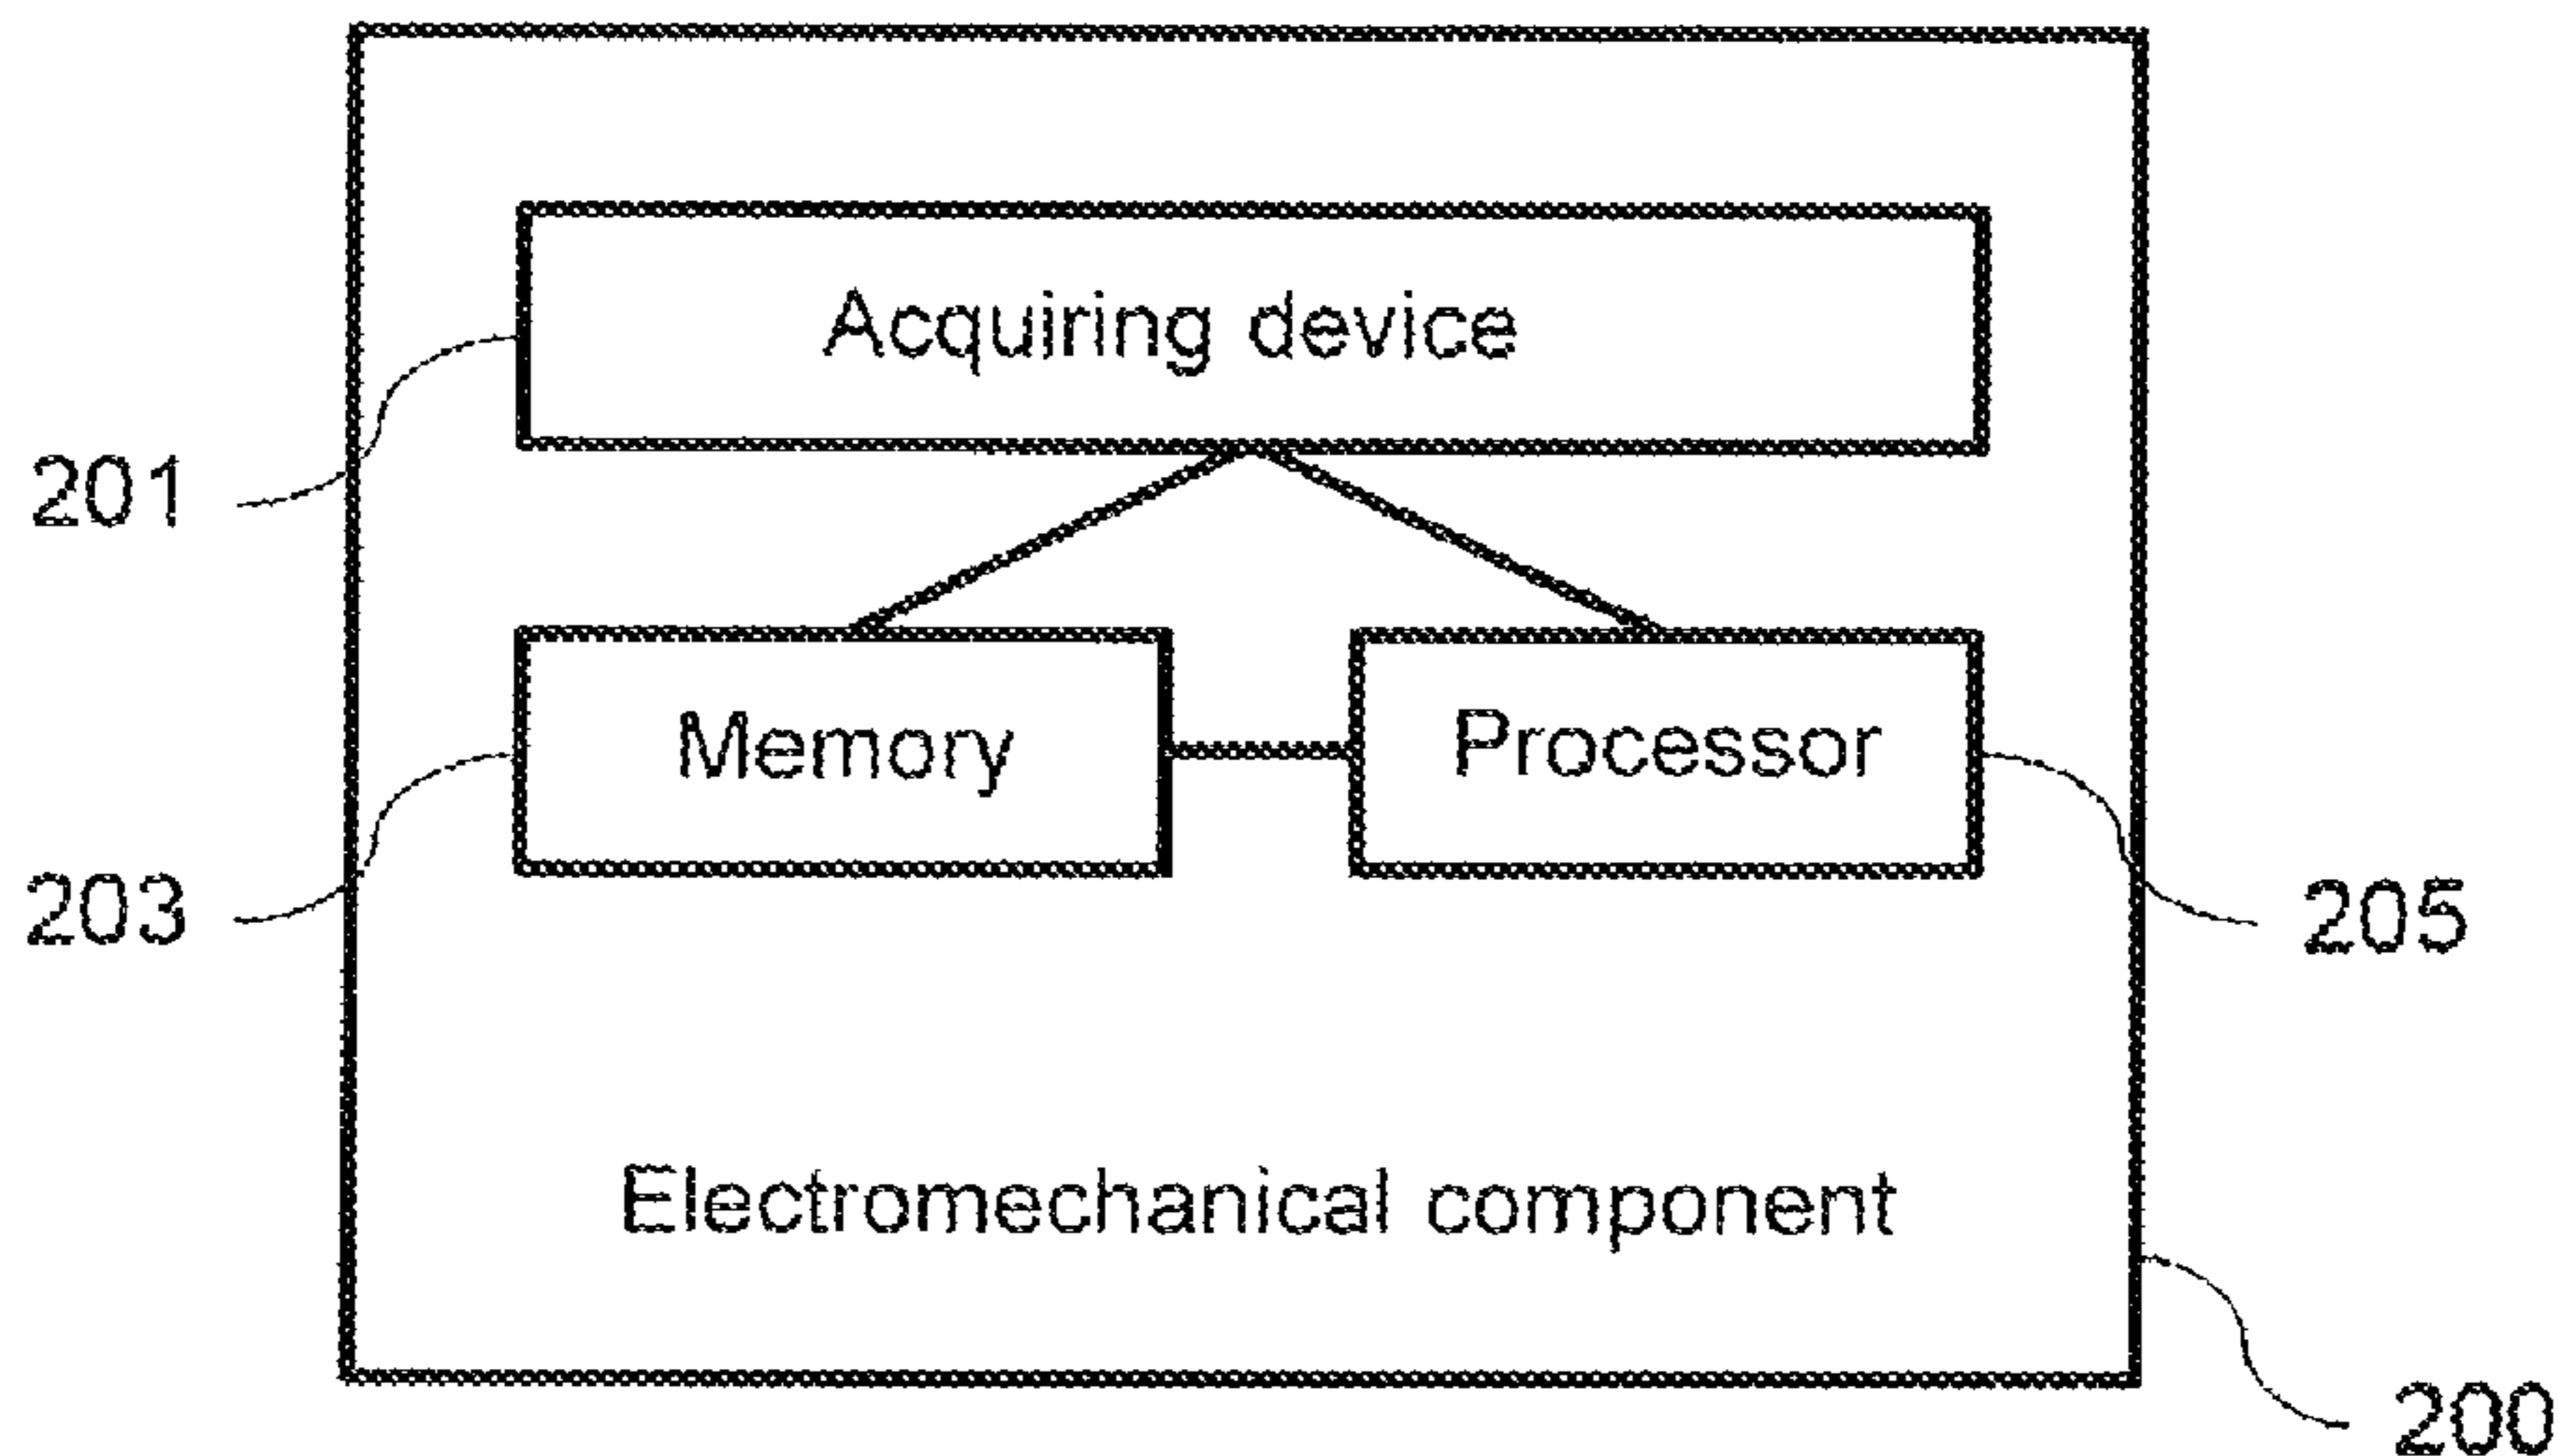 Acquiring device
201
Memory
Processor
203
205
Electromechanical component
200